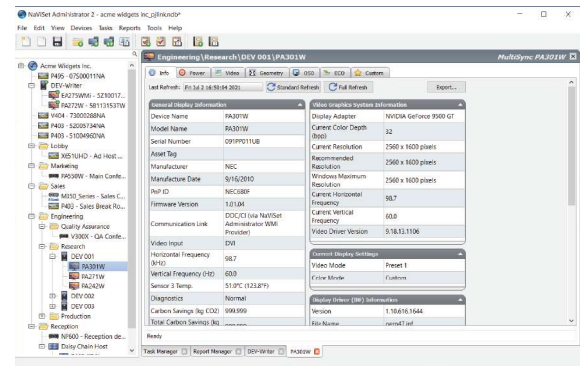 NaViSet Administrator 2 - acme widgets inc_pjlink.ndb*
File Edit View Devices Tasks Reports Tools Help
Acme Widgets Inc.
P495 - 07500011NA
DEV-Writer
EA275WMi - 5Z10017...
PA272W - 58113153TW
V404 - 73000288NA
P403 - 52005734NA
P403 - 51004960NA
Lobby
X651UHD - Ad Host ...
Marketing
PA550W - Main Confe...
Sales
M350_Series - Sales C...
P403 - Sales Break Ro...
Engineering
Quality Assurance
V300X - QA Confe...
Research
DEV 001
PA301W
PA271W
PA242W
DEV 002
DEV 003
Production
Reception
NF600 - Reception de...
Daisy Chain Host
Engineering\Research\DEV 001\PA301W
MultiSync PA301W
Info Power Video Geometry OSD ECO Custom
Last Refresh: Fri Jul 2 16:50:04 2021 Standard Refresh Full Refresh Export...
General Display Information
Device Name PA301W
Model Name PA301W
Serial Number 091PP011UB
Asset Tag
Manufacturer NEC
Manufacture Date 9/16/2010
PnP ID NEC680F
Firmware Version 1.01.04
Communication Link DDC/CI (via NaViSet
Administrator WMI
Provider)
Video Input DVI
Horizontal Frequency
(kHz) 98.7
Vertical Frequency (Hz) 60.0
Sensor 3 Temp. 51.0°C (123.8°F)
Diagnostics Normal
Carbon Savings (kg CO2) 999.999
Total Carbon Savings (kg
Video Graphics System Information
Display Adapter NVIDIA GeForce 9500 GT
Current Color Depth
(bpp) 32
Current Resolution 2560 x 1600 pixels
Recommended
Resolution 2560 x 1600 pixels
Windows Maximum
Resolution 2560 x 1600 pixels
Current Horizontal
Frequency 98.7
Current Vertical
Frequency 60.0
Video Driver Version 9.18.13.1106
Current Display Settings
Video Mode Preset 1
Color Mode Custom
Display Driver (INF) Information
Version 1.10.616.1644
File Name
Ready
Task Manager Report Manager DEV-Writer PA301W